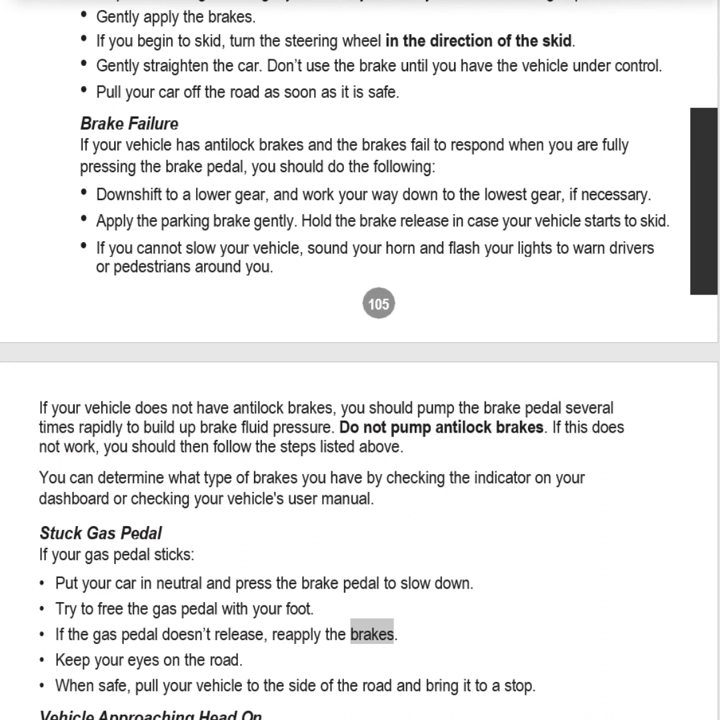 • Gently apply the brakes.
• If you begin to skid, turn the steering wheel in the direction of the skid.
• Gently straighten the car. Don’t use the brake until you have the vehicle under control.
• Pull your car off the road as soon as it is safe.
Brake Failure
If your vehicle has antilock brakes and the brakes fail to respond when you are fully
pressing the brake pedal, you should do the following:
• Downshift to a lower gear, and work your way down to the lowest gear, if necessary.
• Apply the parking brake gently. Hold the brake release in case your vehicle starts to skid.
• If you cannot slow your vehicle, sound your horn and flash your lights to warn drivers
or pedestrians around you.
105
If your vehicle does not have antilock brakes, you should pump the brake pedal several
times rapidly to build up brake fluid pressure. Do not pump antilock brakes. If this does
not work, you should then follow the steps listed above.
You can determine what type of brakes you have by checking the indicator on your
dashboard or checking your vehicle's user manual.
Stuck Gas Pedal
If your gas pedal sticks:
• Put your car in neutral and press the brake pedal to slow down.
• Try to free the gas pedal with your foot.
• If the gas pedal doesn’t release, reapply the brakes.
• Keep your eyes on the road.
• When safe, pull your vehicle to the side of the road and bring it to a stop.
Vehicle Approaching Head On